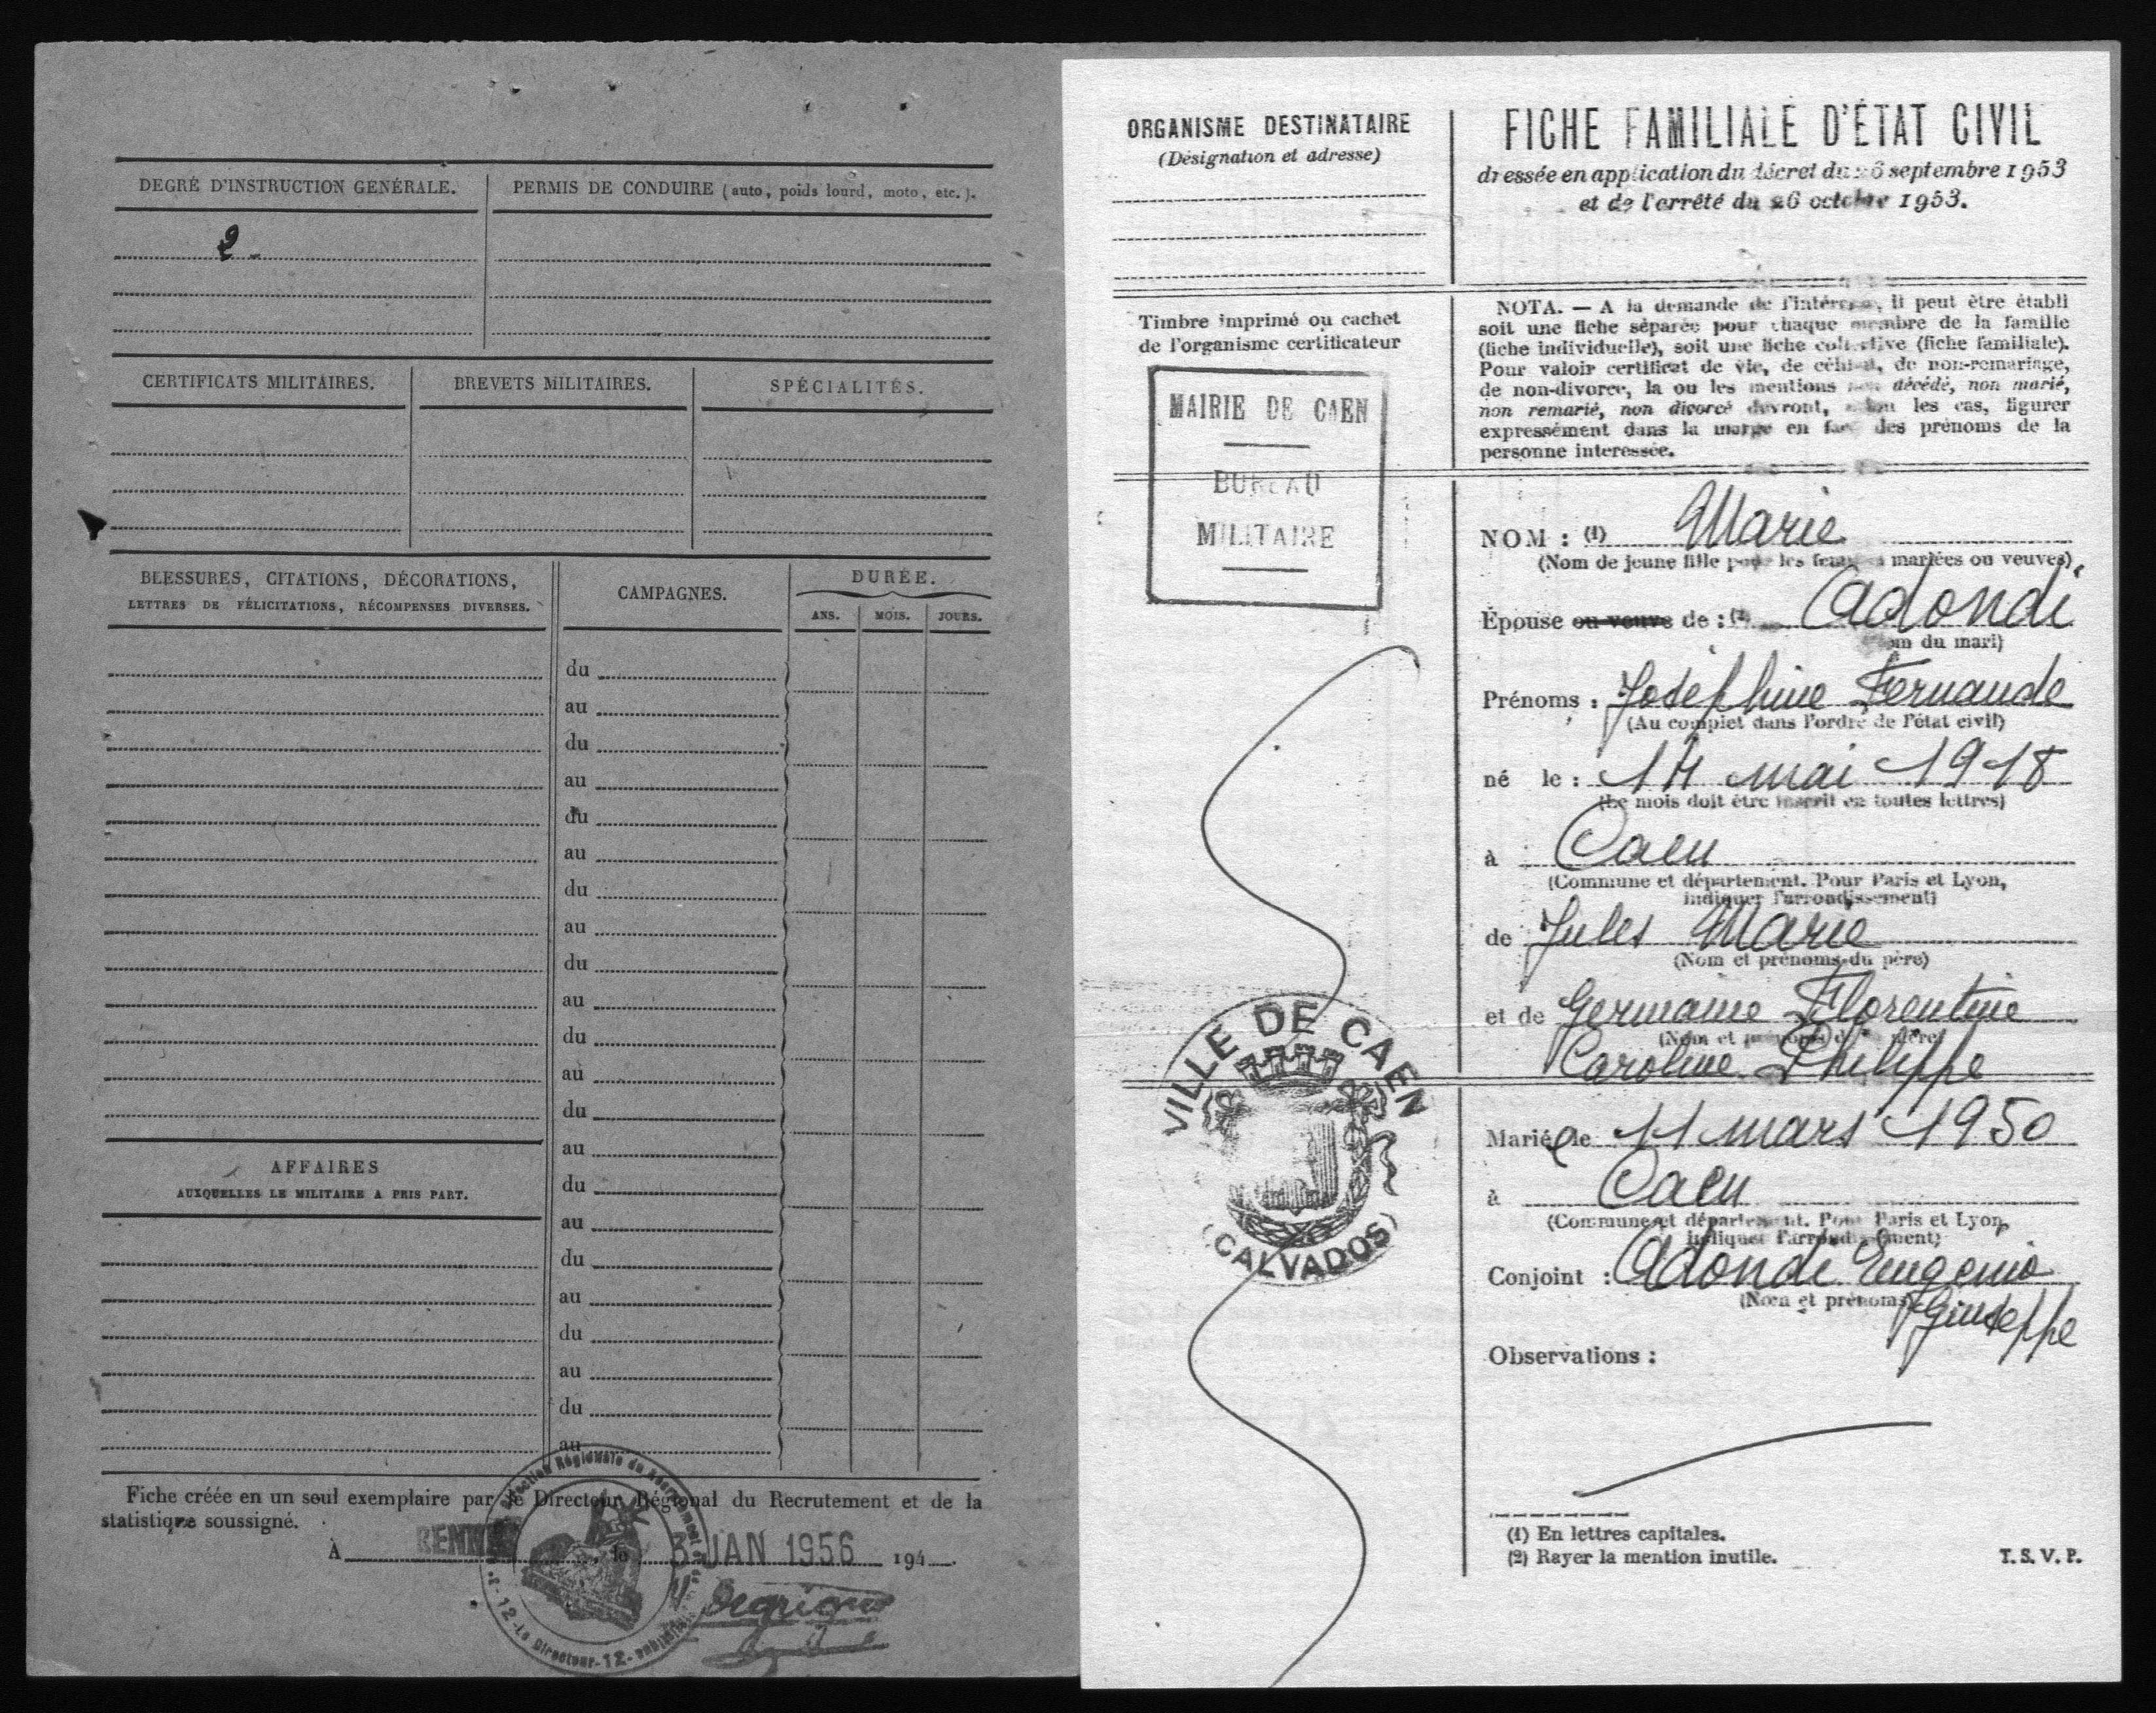 DEGRÉ D'INSTRUCTION GÉNÉRALE.
PERMIS DE CONDUIRE (auto, poids lourd, moto, etc.).
2.
CERTIFICATS MILITAIRES.
BREVETS MILITAIRES.
SPÉCIALITÉS.
BLESSURES, CITATIONS, DÉCORATIONS,
LETTRES DE FÉLICITATIONS, RÉCOMPENSES DIVERSES.
CAMPAGNES.
DURÉE.
ANS. MOIS. JOURS.
du
au
du
au
du
au
du
au
du
au
du
au
du
au
du
au
du
au
du
au
du
au
AFFAIRES
AUXQUELLES LE MILITAIRE A PRIS PART.
Fiche créée en un seul exemplaire par le Directeur Régional du Recrutement et de la
statistique soussigné.
À RENNES, le 3 JAN 1956 194 .
Direction Régionale du Recrutement et de la Statistique - 12 - Le Directeur - 12 -
ORGANISME DESTINATAIRE
(Désignation et adresse)
Timbre imprimé ou cachet
de l'organisme certificateur
MAIRIE DE CAEN
BUREAU
MILITAIRE
VILLE DE CAEN
(CALVADOS)
FICHE FAMILIALE D'ÉTAT CIVIL
dressée en application du décret du 26 septembre 1953
et de l'arrêté du 26 octobre 1953.
NOTA. — A la demande de l'intéressé, il peut être établi
soit une fiche séparée pour chaque membre de la famille
(fiche individuelle), soit une fiche collective (fiche familiale).
Pour valoir certificat de vie, de célibat, de non-remariage,
de non-divorce, la ou les mentions non décédé, non marié,
non remarié, non divorcé devront, selon les cas, figurer
expressément dans la marge en face des prénoms de la
personne interessée.
NOM : (1) Marie
(Nom de jeune fille pour les femmes mariées ou veuves)
Épouse ou veuve de : (2) Adondi
(Nom du mari)
Prénoms : Joséphine Fernande
(Au complet dans l'ordre de l'état civil)
né le : 14 mai 1918
(Le mois doit être inscrit en toutes lettres)
à : Caen
(Commune et département. Pour Paris et Lyon,
indiquer l'arrondissement)
de Jules Marie
(Nom et prénoms du père)
et de Germaine Florentine
(Nom et prénoms de la mère)
Caroline Philippe
Mariée le 11 mars 1950
à Caen
(Commune et département. Pour Paris et Lyon,
indiquer l'arrondissement)
Conjoint : Adondi Eugenio
(Nom et prénoms)
Giuseppe
Observations :
(1) En lettres capitales.
(2) Rayer la mention inutile.
T. S. V. P.